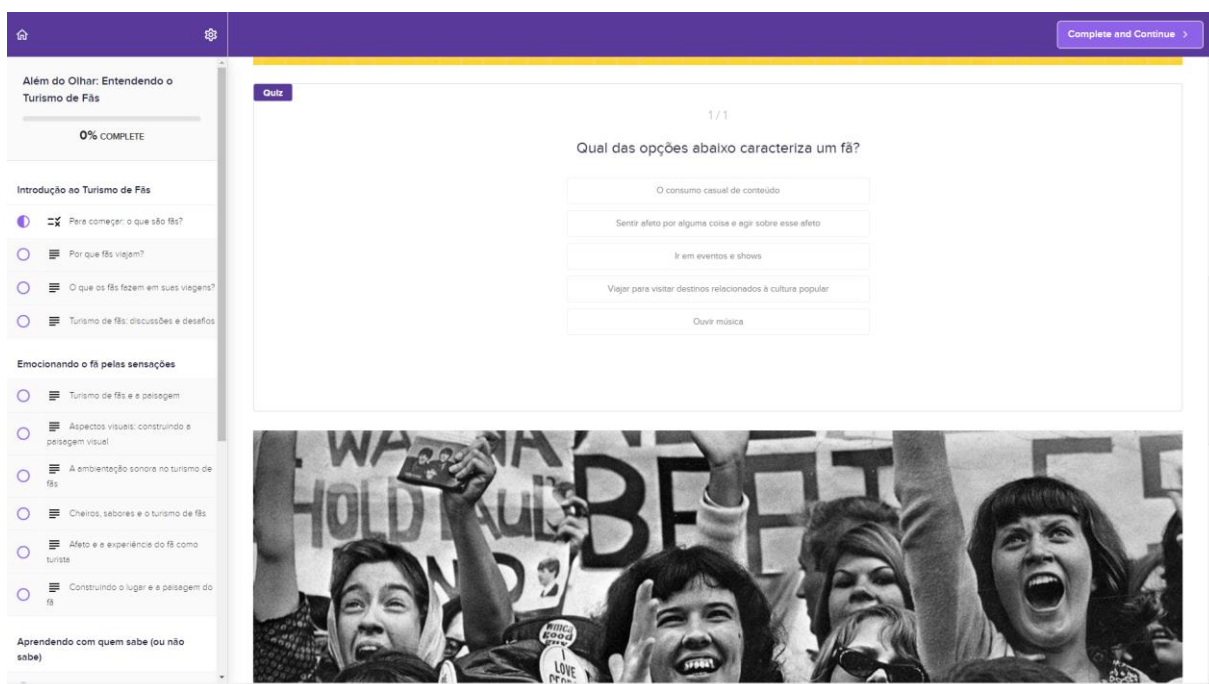 Complete and Continue >
Além do Olhar: Entendendo o
Turismo de Fãs
0% COMPLETE
Introdução ao Turismo de Fãs
Para começar: o que são fãs?
Por que fãs viajam?
O que os fãs fazem em suas viagens?
Turismo de fãs: discussões e desafios
Emocionando o fã pelas sensações
Turismo de fãs e a paisagem
Aspectos visuais: construindo a
paisagem visual
A ambientação sonora no turismo de
fãs
Cheiros, sabores e o turismo de fãs
Afeto e a experiência do fã como
turista
Construindo o lugar e a paisagem do
fã
Aprendendo com quem sabe (ou não
sabe)
Quiz
1 / 1
Qual das opções abaixo caracteriza um fã?
O consumo casual de conteúdo
Sentir afeto por alguma coisa e agir sobre esse afeto
Ir em eventos e shows
Viajar para visitar destinos relacionados à cultura popular
Ouvir música
WANNA
HOLD PAUL'S
BEAT
good
guy
I
LOVE